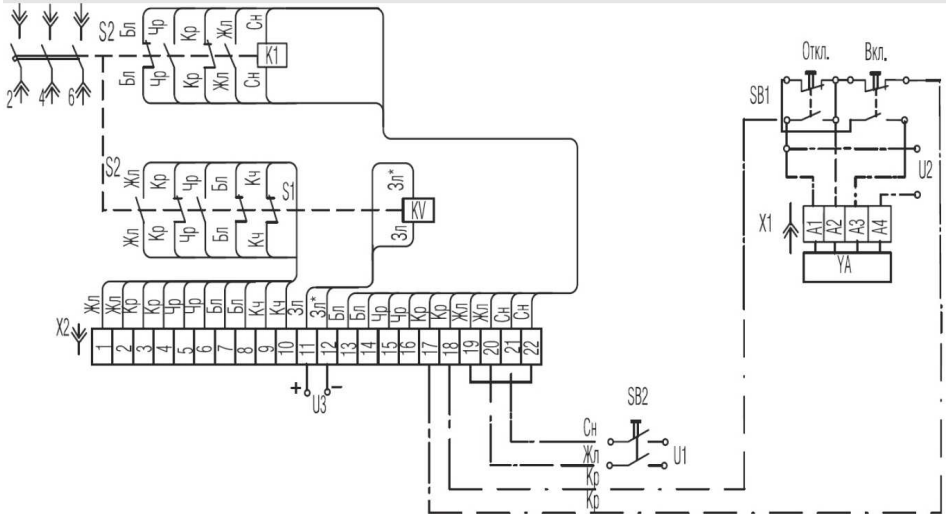 S2
Бл
Чр
Кр
Жл
Сн
K1
Бл
Чр
Кр
Жл
Сн
2
4
6
Откл.
Вкл.
SB1
U2
X1
A1
A2
A3
A4
YA
S2
Жл
Кр
Чр
Бл
Кч
S1
Зл*
KV
Зл
Жл
Кр
Чр
Бл
Кч
Жл
Жл
Кр
Кр
Чр
Чр
Бл
Бл
Кч
Кч
Зл
Зл*
Бл
Бл
Чр
Чр
Кр
Кр
Жл
Жл
Сн
Сн
X2
1
2
3
4
5
6
7
8
9
10
11
12
13
14
15
16
17
18
19
20
21
22
+
U3
−
SB2
Сн
Жл
U1
Кр
Кр